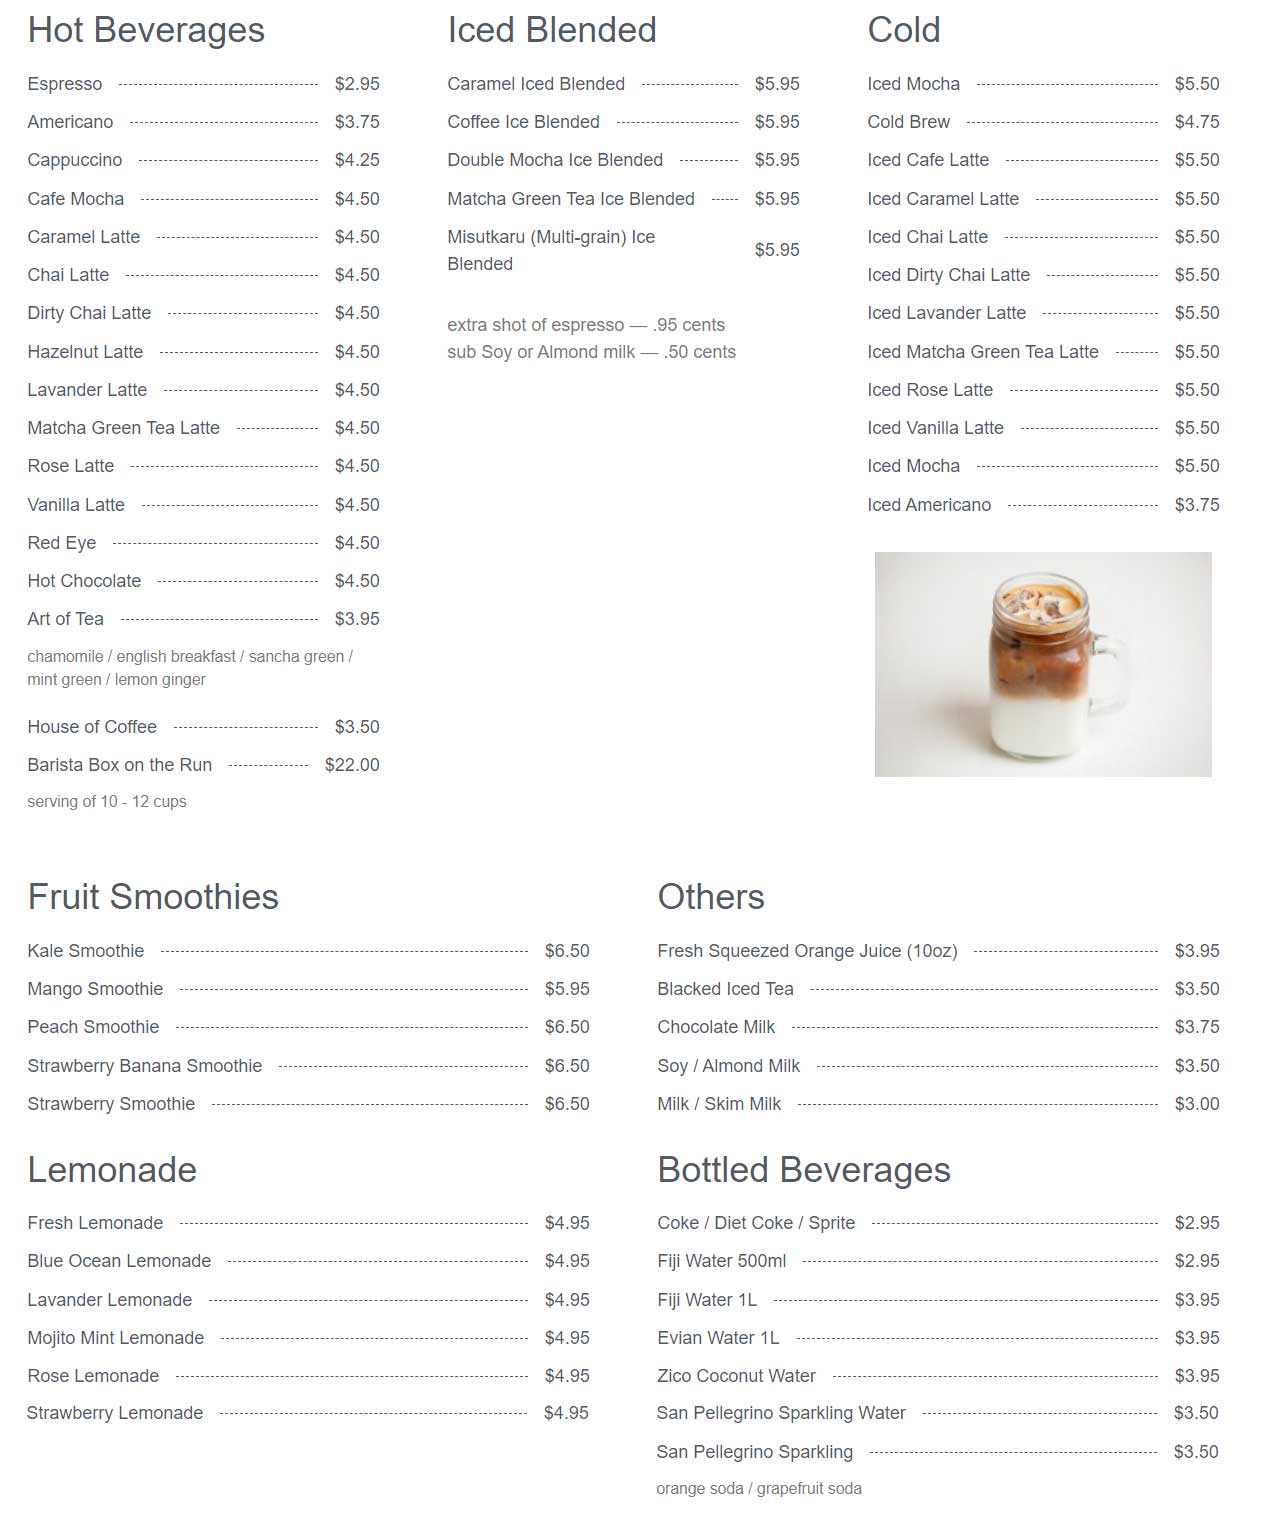 Hot Beverages
Espresso $2.95
Americano $3.75
Cappuccino $4.25
Cafe Mocha $4.50
Caramel Latte $4.50
Chai Latte $4.50
Dirty Chai Latte $4.50
Hazelnut Latte $4.50
Lavander Latte $4.50
Matcha Green Tea Latte $4.50
Rose Latte $4.50
Vanilla Latte $4.50
Red Eye $4.50
Hot Chocolate $4.50
Art of Tea $3.95
chamomile / english breakfast / sancha green /
mint green / lemon ginger
House of Coffee $3.50
Barista Box on the Run $22.00
serving of 10 - 12 cups
Iced Blended
Caramel Iced Blended $5.95
Coffee Ice Blended $5.95
Double Mocha Ice Blended $5.95
Matcha Green Tea Ice Blended $5.95
Misutkaru (Multi-grain) Ice
Blended $5.95
extra shot of espresso — .95 cents
sub Soy or Almond milk — .50 cents
Cold
Iced Mocha $5.50
Cold Brew $4.75
Iced Cafe Latte $5.50
Iced Caramel Latte $5.50
Iced Chai Latte $5.50
Iced Dirty Chai Latte $5.50
Iced Lavander Latte $5.50
Iced Matcha Green Tea Latte $5.50
Iced Rose Latte $5.50
Iced Vanilla Latte $5.50
Iced Mocha $5.50
Iced Americano $3.75
Fruit Smoothies
Kale Smoothie $6.50
Mango Smoothie $5.95
Peach Smoothie $6.50
Strawberry Banana Smoothie $6.50
Strawberry Smoothie $6.50
Others
Fresh Squeezed Orange Juice (10oz) $3.95
Blacked Iced Tea $3.50
Chocolate Milk $3.75
Soy / Almond Milk $3.50
Milk / Skim Milk $3.00
Lemonade
Fresh Lemonade $4.95
Blue Ocean Lemonade $4.95
Lavander Lemonade $4.95
Mojito Mint Lemonade $4.95
Rose Lemonade $4.95
Strawberry Lemonade $4.95
Bottled Beverages
Coke / Diet Coke / Sprite $2.95
Fiji Water 500ml $2.95
Fiji Water 1L $3.95
Evian Water 1L $3.95
Zico Coconut Water $3.95
San Pellegrino Sparkling Water $3.50
San Pellegrino Sparkling $3.50
orange soda / grapefruit soda